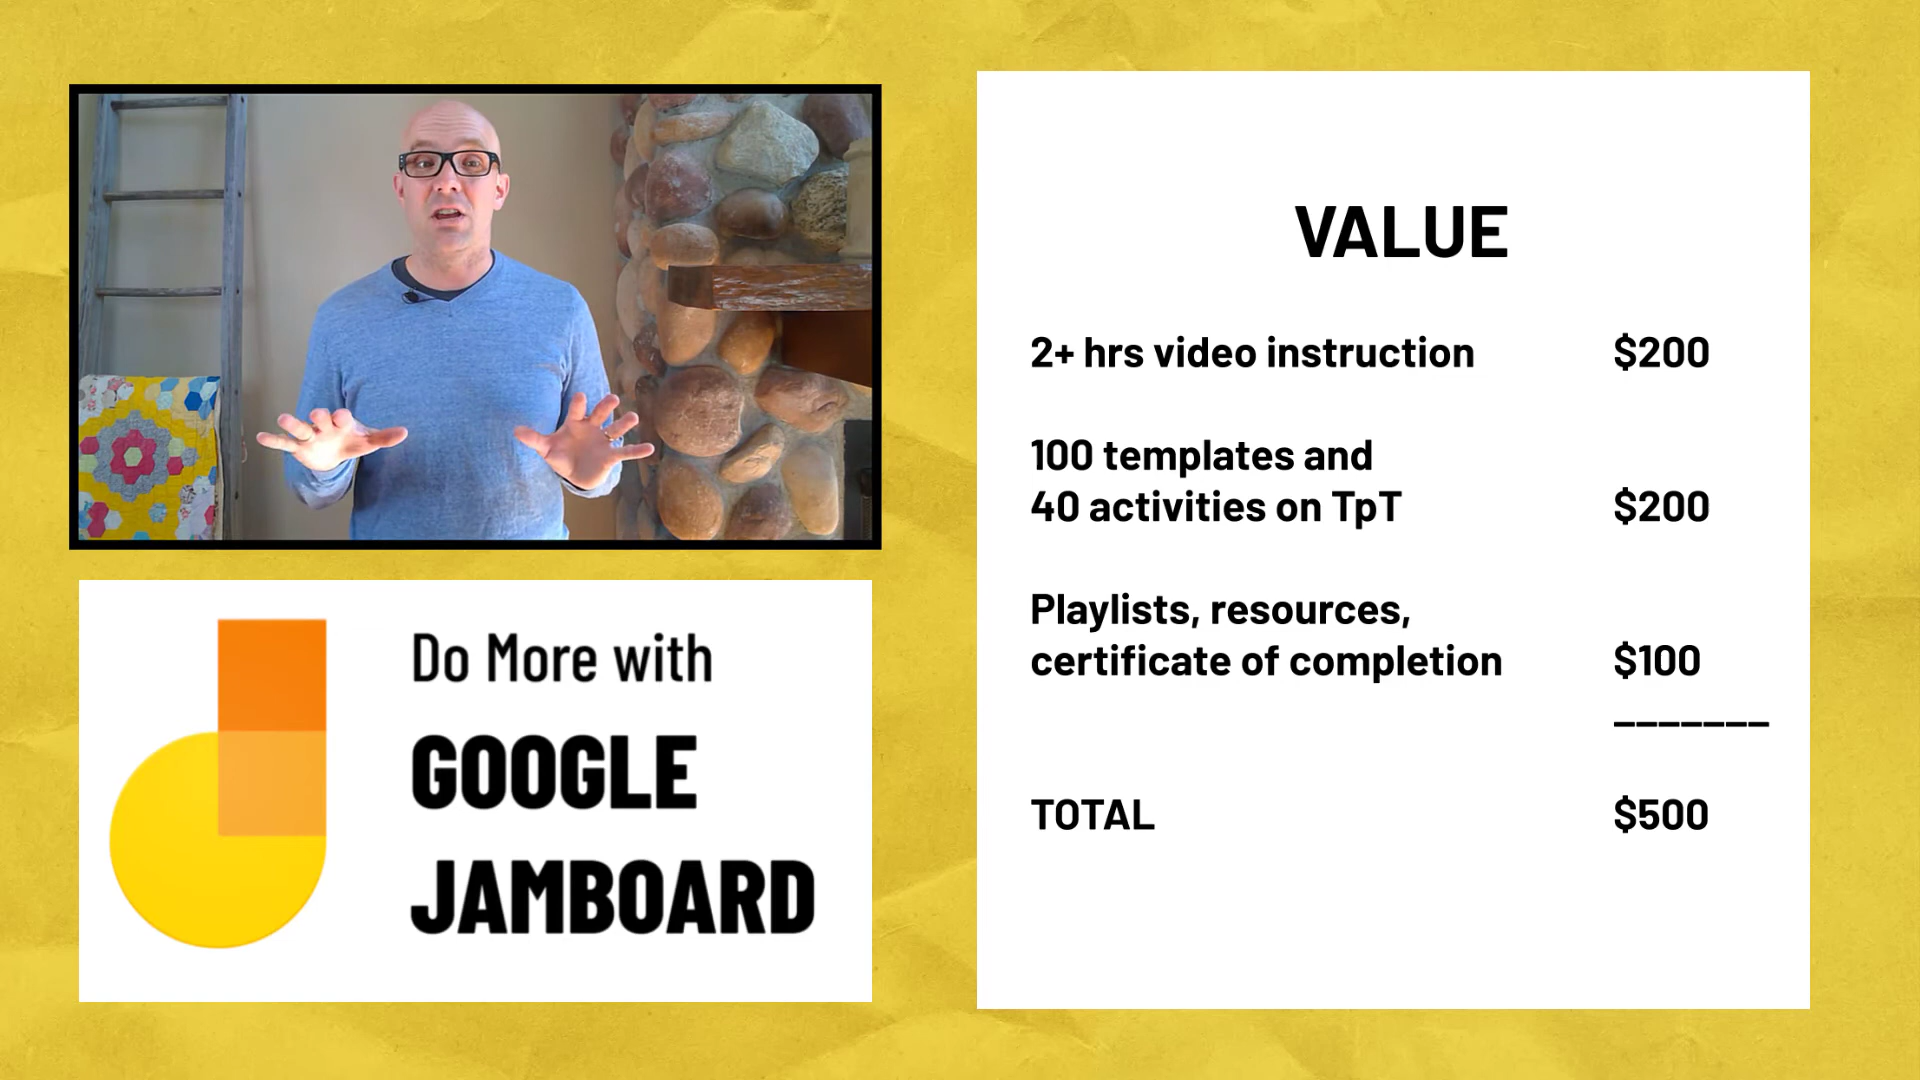 Do More with
GOOGLE
JAMBOARD
VALUE
2+ hrs video instruction $200
100 templates and
40 activities on TpT $200
Playlists, resources,
certificate of completion $100
_______
TOTAL $500